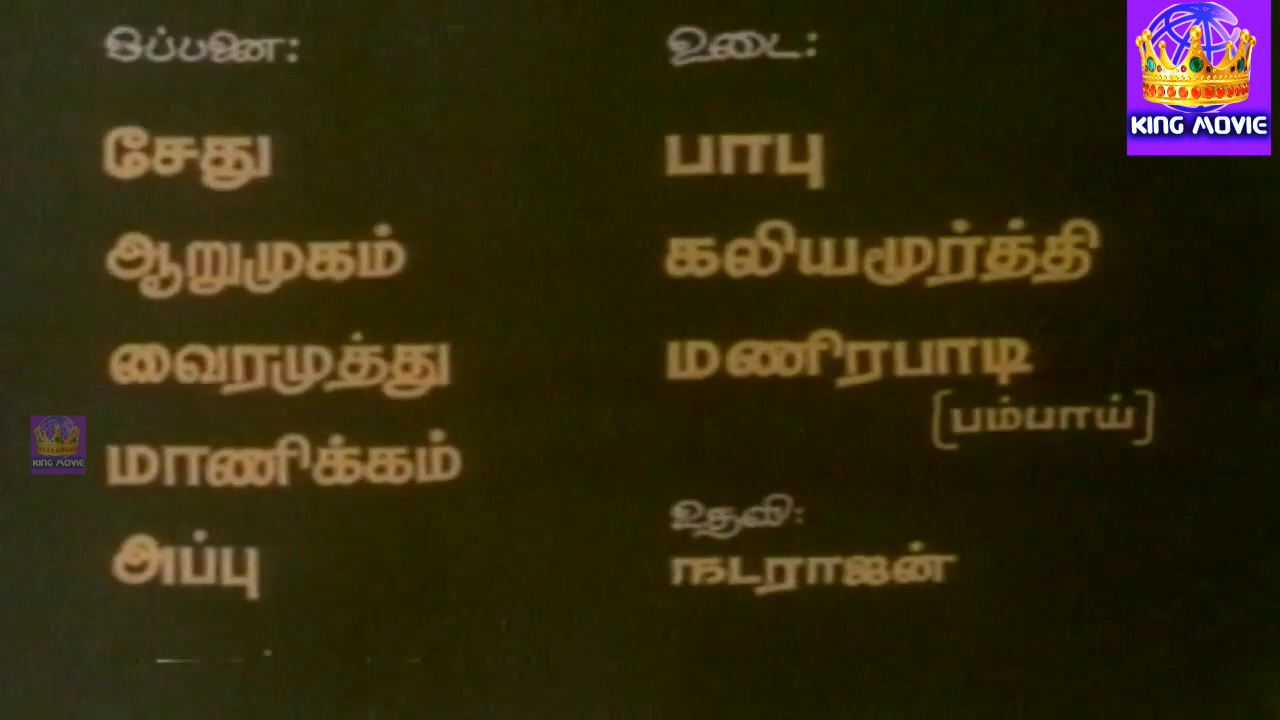 ஒப்பனை:
சேது
ஆறுமுகம்
வைரமுத்து
மாணிக்கம்
அப்பு
உடை:
பாபு
கலியமூர்த்தி
மணிரபாடி
(பம்பாய்)
உதவி:
நடராஜன்
KING MOVIE
KING MOVIE